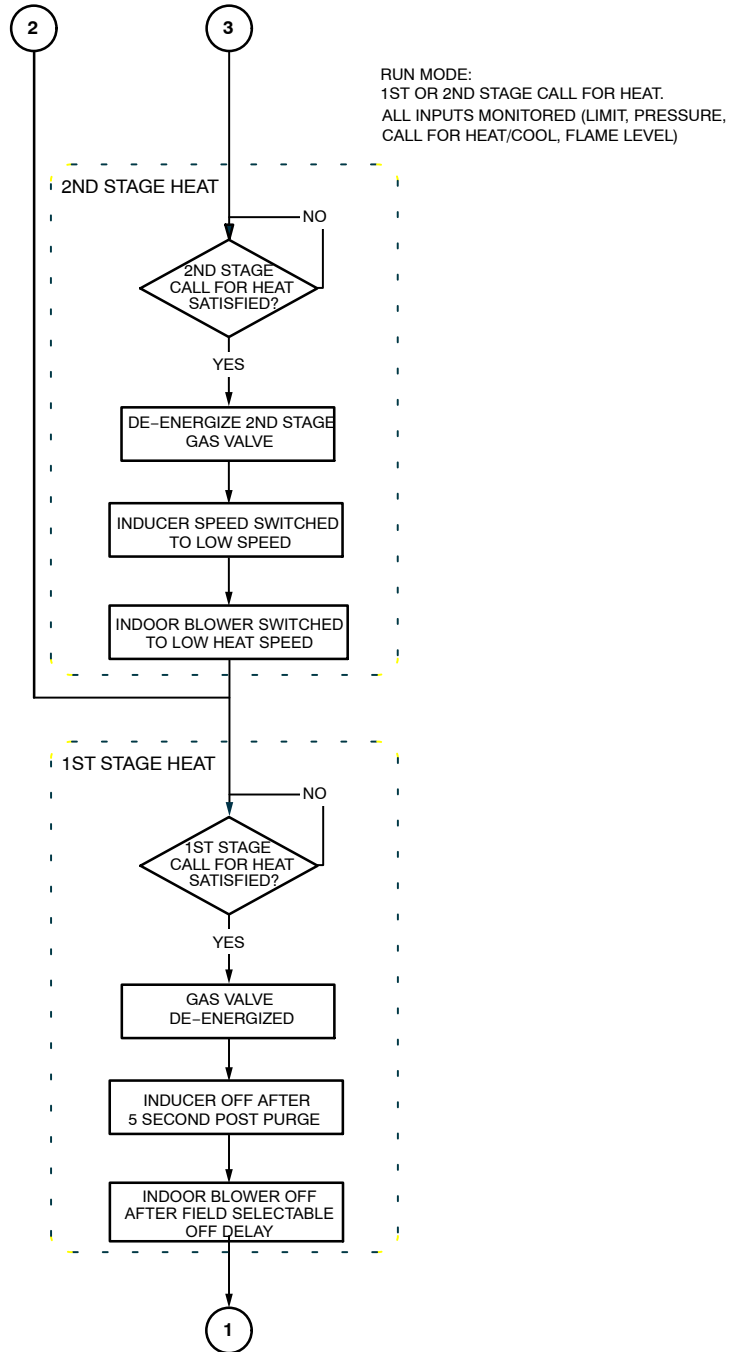 2
3
RUN MODE:
1ST OR 2ND STAGE CALL FOR HEAT.
ALL INPUTS MONITORED (LIMIT, PRESSURE,
CALL FOR HEAT/COOL, FLAME LEVEL)
2ND STAGE HEAT
NO
2ND STAGE
CALL FOR HEAT
SATISFIED?
YES
DE−ENERGIZE 2ND STAGE
GAS VALVE
INDUCER SPEED SWITCHED
TO LOW SPEED
INDOOR BLOWER SWITCHED
TO LOW HEAT SPEED
1ST STAGE HEAT
NO
1ST STAGE
CALL FOR HEAT
SATISFIED?
YES
GAS VALVE
DE−ENERGIZED
INDUCER OFF AFTER
5 SECOND POST PURGE
INDOOR BLOWER OFF
AFTER FIELD SELECTABLE
OFF DELAY
1